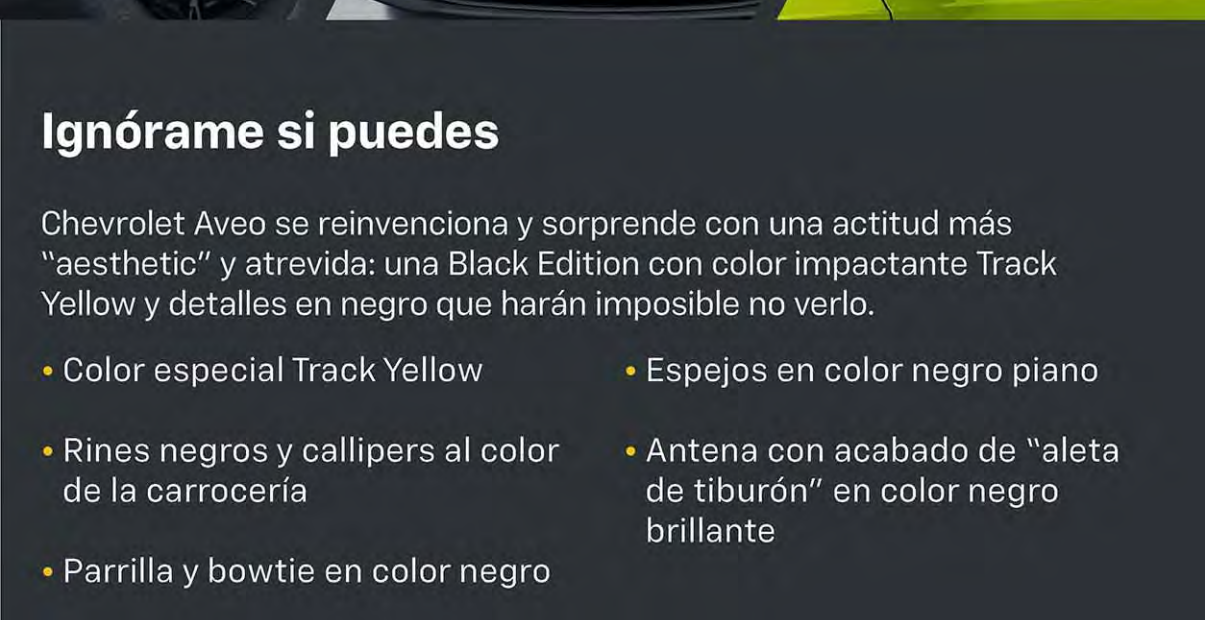 Ignórame si puedes
Chevrolet Aveo se reinvenciona y sorprende con una actitud más
“aesthetic” y atrevida: una Black Edition con color impactante Track
Yellow y detalles en negro que harán imposible no verlo.
• Color especial Track Yellow
• Rines negros y callipers al color
de la carrocería
• Parrilla y bowtie en color negro
• Espejos en color negro piano
• Antena con acabado de “aleta
de tiburón” en color negro
brillante